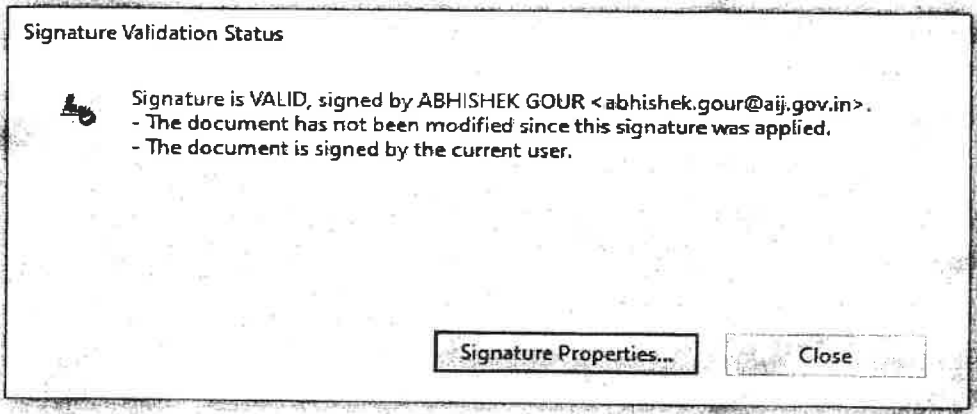 Signature Validation Status
Signature is VALID, signed by ABHISHEK GOUR <abhishek.gour@aij.gov.in>.
- The document has not been modified since this signature was applied.
- The document is signed by the current user.
Signature Properties...
Close